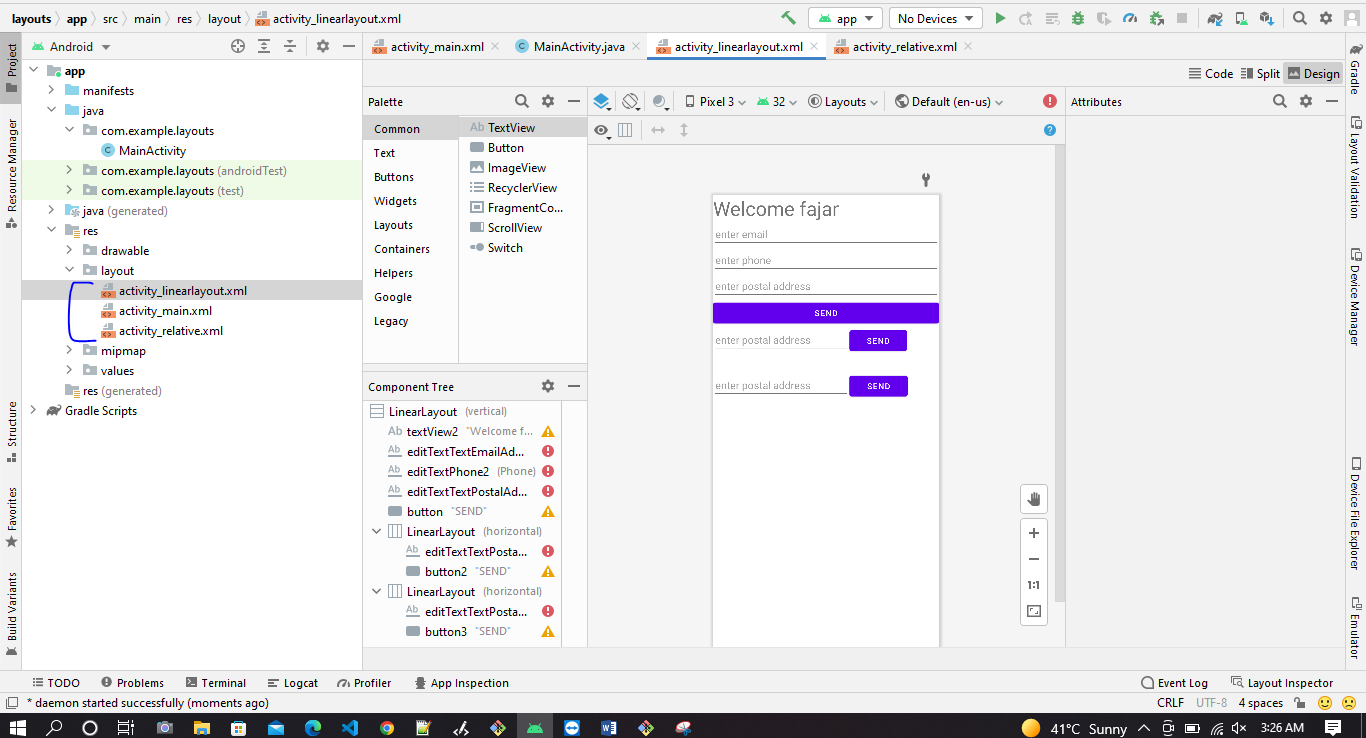 layouts app src main res layout activity_linearlayout.xml
app No Devices
Project
Resource Manager
Structure
Favorites
Build Variants
Android
app
manifests
java
com.example.layouts
MainActivity
com.example.layouts (androidTest)
com.example.layouts (test)
java (generated)
res
drawable
layout
activity_linearlayout.xml
activity_main.xml
activity_relative.xml
mipmap
values
res (generated)
Gradle Scripts
activity_main.xml MainActivity.java activity_linearlayout.xml activity_relative.xml
Code Split Design
Palette
Common
Text
Buttons
Widgets
Layouts
Containers
Helpers
Google
Legacy
Ab TextView
Button
ImageView
RecyclerView
FragmentCo...
ScrollView
Switch
Component Tree
LinearLayout (vertical)
Ab textView2 "Welcome f...
Ab editTextTextEmailAd...
Ab editTextPhone2 (Phone)
Ab editTextTextPostalAd...
button "SEND"
LinearLayout (horizontal)
Ab editTextTextPosta...
button2 "SEND"
LinearLayout (horizontal)
Ab editTextTextPosta...
button3 "SEND"
Pixel 3 32 Layouts Default (en-us)
Welcome fajar
enter email
enter phone
enter postal address
SEND
enter postal address SEND
enter postal address SEND
1:1
Attributes
Gradle
Layout Validation
Device Manager
Device File Explorer
Emulator
TODO Problems Terminal Logcat Profiler App Inspection Event Log Layout Inspector
* daemon started successfully (moments ago) CRLF UTF-8 4 spaces
41°C Sunny 3:26 AM